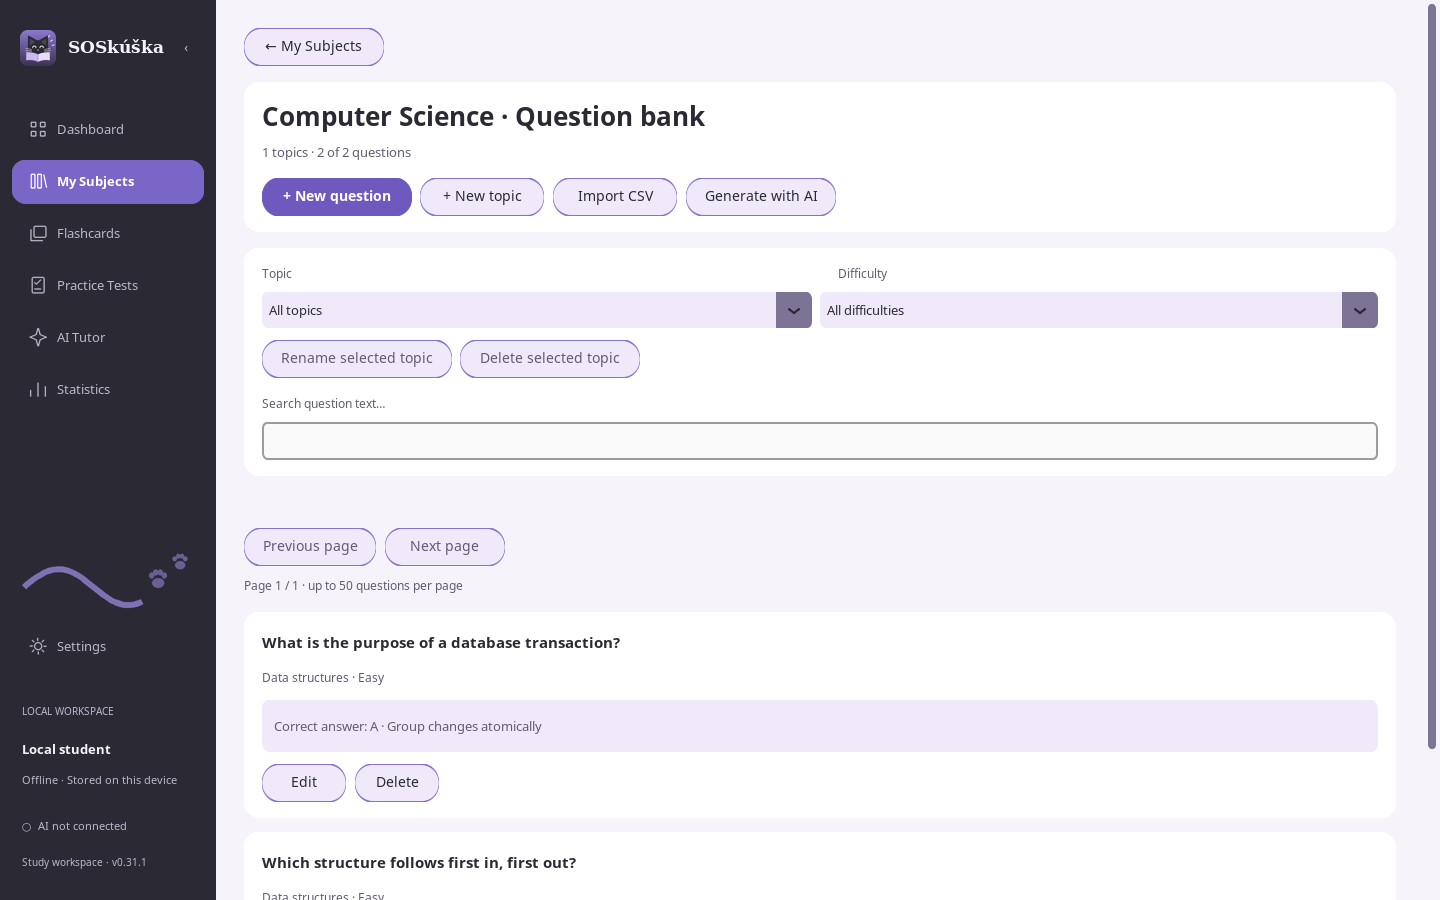 SOSkúška
Dashboard
My Subjects
Flashcards
Practice Tests
AI Tutor
Statistics
Settings
LOCAL WORKSPACE
Local student
Offline · Stored on this device
AI not connected
Study workspace · v0.31.1
← My Subjects
Computer Science · Question bank
1 topics · 2 of 2 questions
+ New question
+ New topic
Import CSV
Generate with AI
Topic
Difficulty
All topics
All difficulties
Rename selected topic
Delete selected topic
Search question text...
Previous page
Next page
Page 1 / 1 · up to 50 questions per page
What is the purpose of a database transaction?
Data structures · Easy
Correct answer: A · Group changes atomically
Edit
Delete
Which structure follows first in, first out?
Data structures · Easy